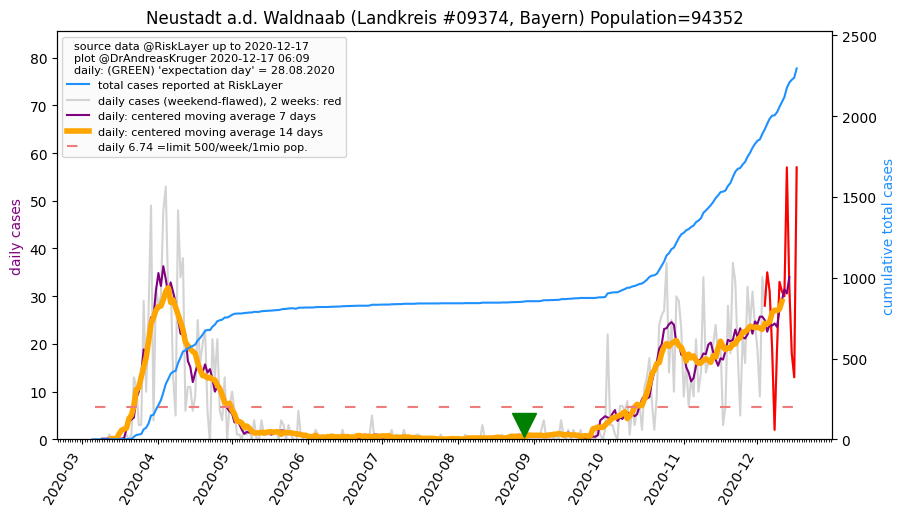 Neustadt a.d. Waldnaab (Landkreis #09374, Bayern) Population=94352
source data @RiskLayer up to 2020-12-17
plot @DrAndreasKruger 2020-12-17 06:09
daily: (GREEN) 'expectation day' = 28.08.2020
total cases reported at RiskLayer
daily cases (weekend-flawed), 2 weeks: red
daily: centered moving average 7 days
daily: centered moving average 14 days
daily 6.74 =limit 500/week/1mio pop.
daily cases
80
70
60
50
40
30
20
10
0
cumulative total cases
2500
2000
1500
1000
500
0
2020-03
2020-04
2020-05
2020-06
2020-07
2020-08
2020-09
2020-10
2020-11
2020-12